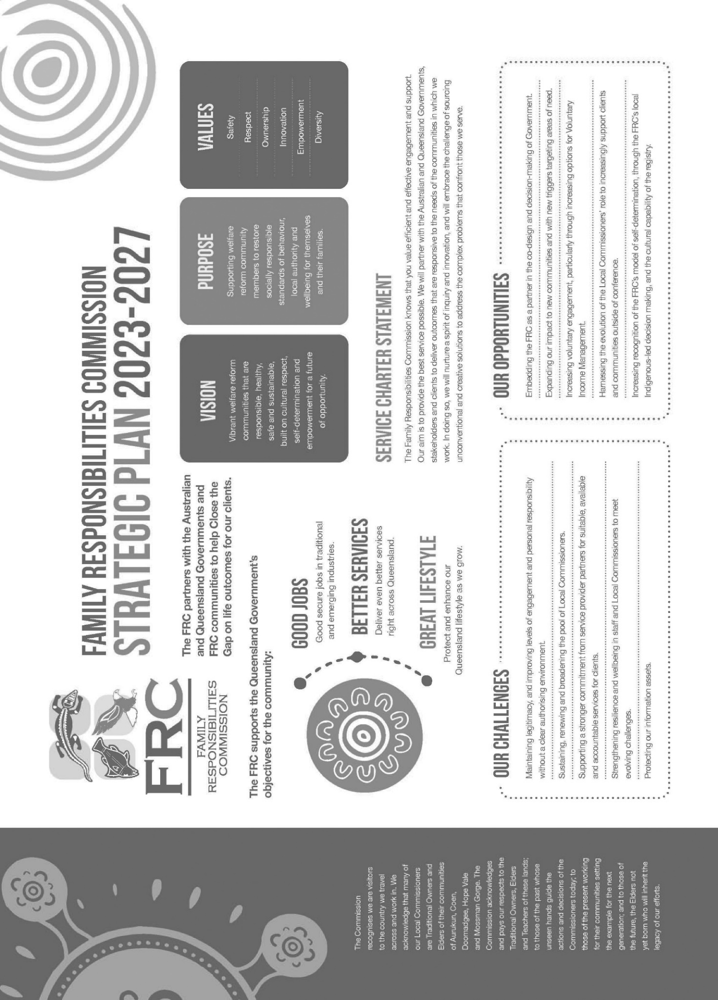 The Commission
recognises we are visitors
to the country we travel
across and work in. We
acknowledge that many of
our Local Commissioners
are Traditional Owners and
Elders of their communities
of Aurukun, Coen,
Doomadgee, Hope Vale
and Mossman Gorge. The
Commission acknowledges
and pays our respects to the
Traditional Owners, Elders
and Teachers of these lands;
to those of the past whose
unseen hands guide the
actions and decisions of the
Commissioners today; to
those of the present working
for their communities setting
the example for the next
generation; and to those of
the future, the Elders not
yet born who will inherit the
legacy of our efforts.
FRC
FAMILY
RESPONSIBILITIES
COMMISSION
FAMILY RESPONSIBILITIES COMMISSION
STRATEGIC PLAN 2023-2027
The FRC partners with the Australian
and Queensland Governments and
FRC communities to help Close the
Gap on life outcomes for our clients.
The FRC supports the Queensland Government's
objectives for the community:
GOOD JOBS
Good secure jobs in traditional
and emerging industries.
BETTER SERVICES
Deliver even better services
right across Queensland.
GREAT LIFESTYLE
Protect and enhance our
Queensland lifestyle as we grow.
VISION
Vibrant welfare reform
communities that are
responsible, healthy,
safe and sustainable,
built on cultural respect,
self-determination and
empowerment for a future
of opportunity.
PURPOSE
Supporting welfare
reform community
members to restore
socially responsible
standards of behaviour,
local authority and
wellbeing for themselves
and their families.
VALUES
Safety
Respect
Ownership
Innovation
Empowerment
Diversity
SERVICE CHARTER STATEMENT
The Family Responsibilities Commission knows that you value efficient and effective engagement and support.
Our aim is to provide the best service possible. We will partner with the Australian and Queensland Governments,
stakeholders and clients to deliver outcomes that are responsive to the needs of the communities in which we
work. In doing so, we will nurture a spirit of inquiry and innovation, and will embrace the challenge of sourcing
unconventional and creative solutions to address the complex problems that confront those we serve.
OUR CHALLENGES
Maintaining legitimacy, and improving levels of engagement and personal responsibility
without a clear authorising environment.
Sustaining, renewing and broadening the pool of Local Commissioners.
Supporting a stronger commitment from service provider partners for suitable, available
and accountable services for clients.
Strengthening resilience and wellbeing in staff and Local Commissioners to meet
evolving challenges.
Protecting our information assets.
OUR OPPORTUNITIES
Embedding the FRC as a partner in the co-design and decision-making of Government.
Expanding our impact to new communities and with new triggers targeting areas of need.
Increasing voluntary engagement, particularly through increasing options for Voluntary
Income Management.
Harnessing the evolution of the Local Commissioners' role to increasingly support clients
and communities outside of conference.
Increasing recognition of the FRC's model of self-determination, through the FRC's local
Indigenous-led decision making, and the cultural capability of the registry.